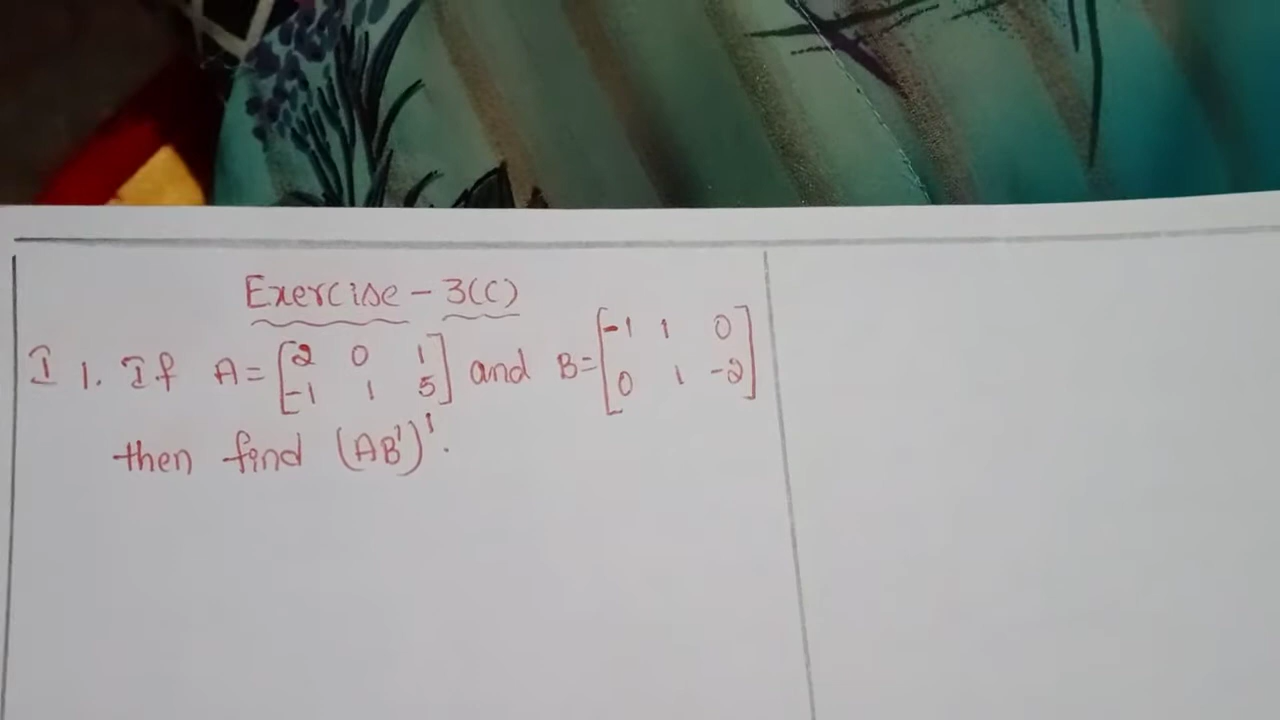 Exercise - 3(C)
I 1. If A = [2 0 1 -1 1 5] and B = [-1 1 0 0 1 -2]
then find (AB')'.